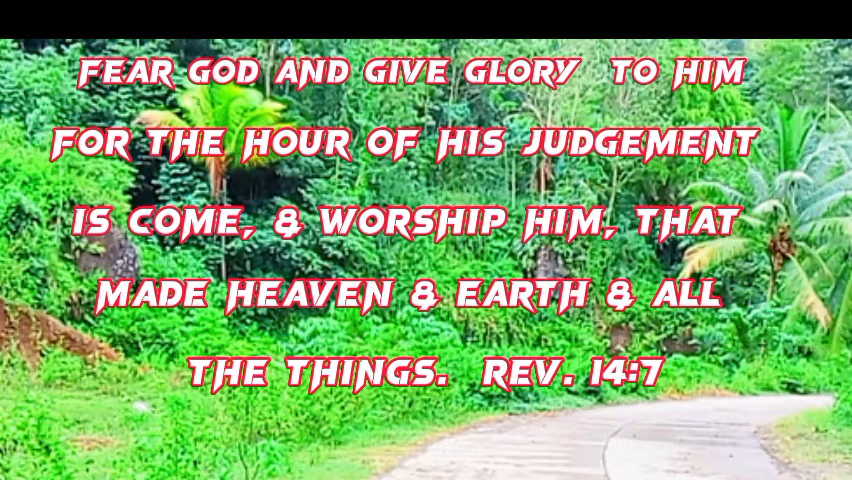 FEAR GOD AND GIVE GLORY TO HIM
FOR THE HOUR OF HIS JUDGEMENT
IS COME, & WORSHIP HIM, THAT
MADE HEAVEN & EARTH & ALL
THE THINGS. REV. 14:7